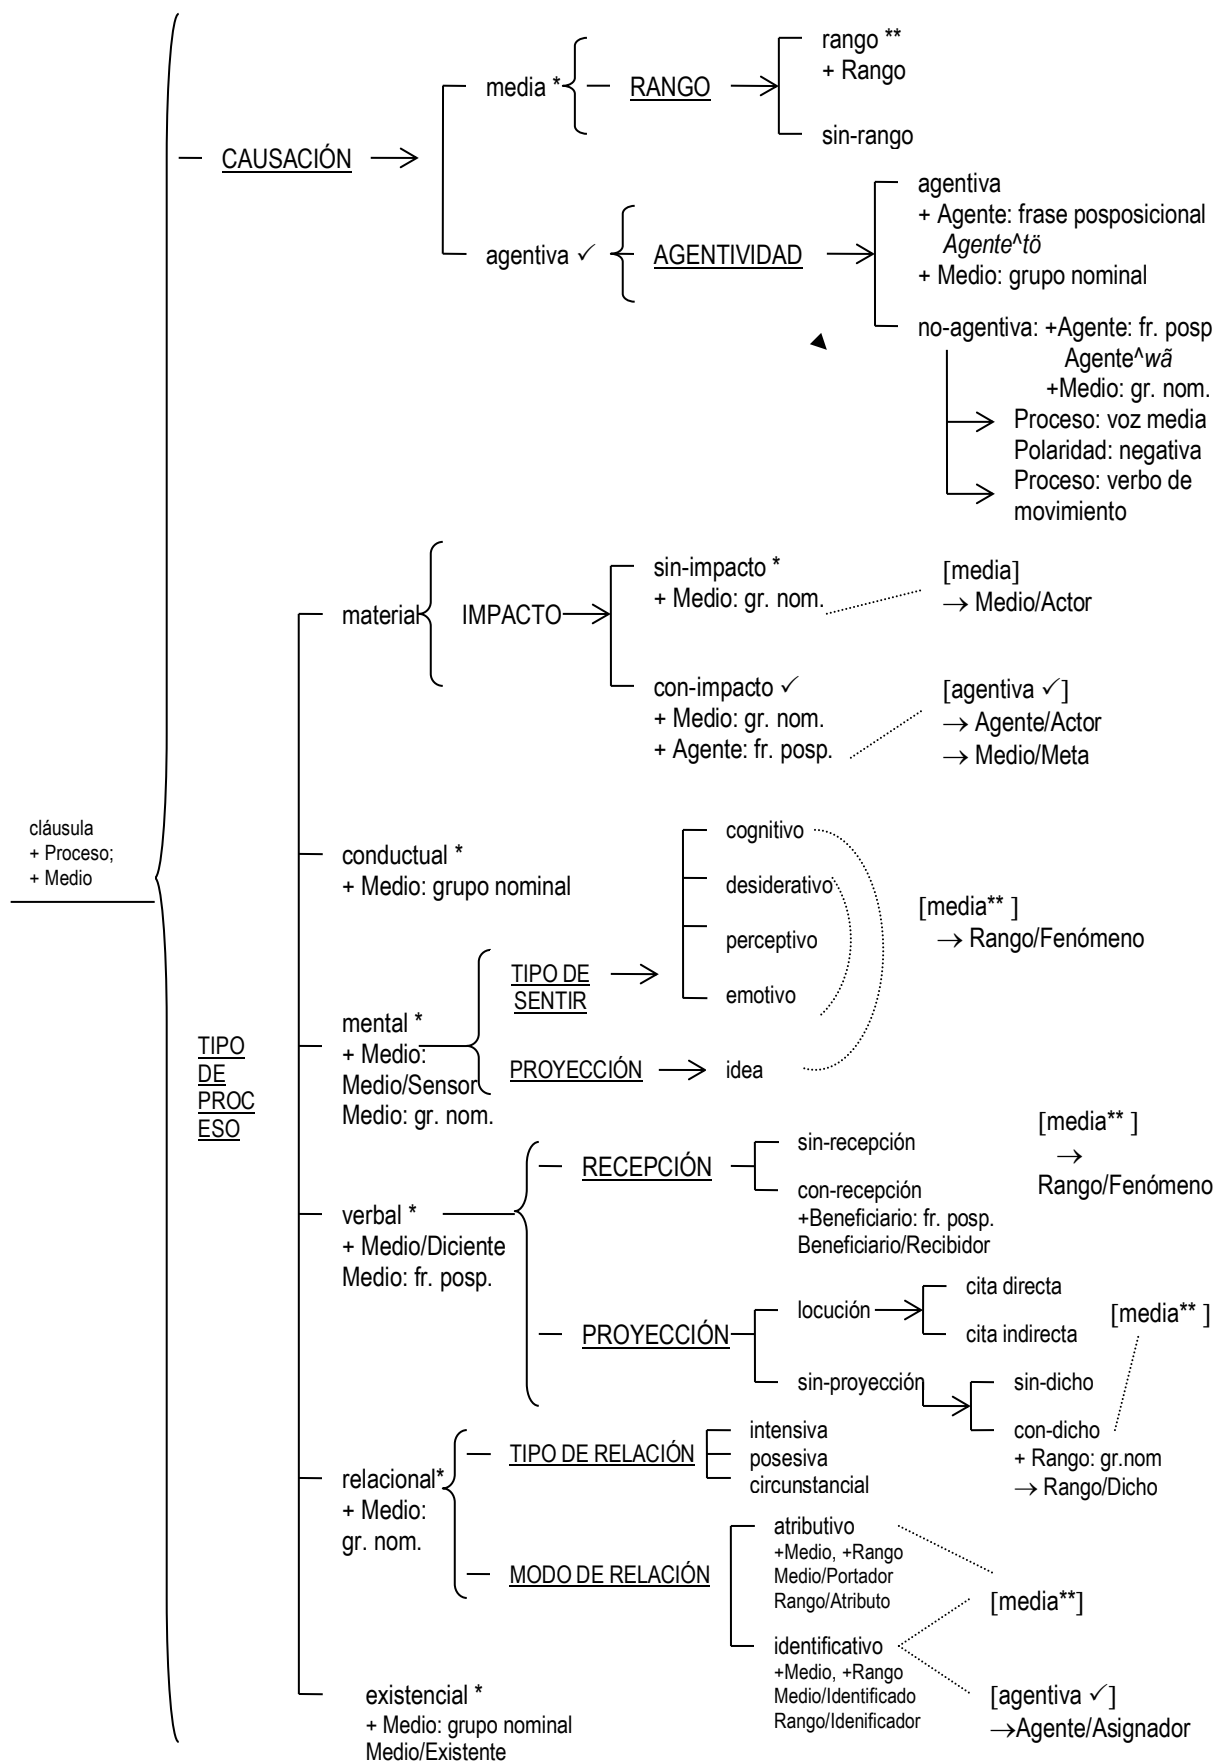 rango **
+ Rango
media *
RANGO
sin-rango
CAUSACIÓN
agentiva
+ Agente: frase posposicional
Agente^tö
+ Medio: grupo nominal
agentiva ✓
AGENTIVIDAD
no-agentiva: +Agente: fr. posp
Agente^wã
+Medio: gr. nom.
Proceso: voz media
Polaridad: negativa
Proceso: verbo de
movimiento
material
IMPACTO
sin-impacto *
+ Medio: gr. nom.
[media]
→ Medio/Actor
con-impacto ✓
+ Medio: gr. nom.
+ Agente: fr. posp.
[agentiva ✓]
→ Agente/Actor
→ Medio/Meta
cláusula
+ Proceso;
+ Medio
conductual *
+ Medio: grupo nominal
cognitivo
desiderativo
perceptivo
emotivo
[media** ]
→ Rango/Fenómeno
TIPO DE
SENTIR
mental *
+ Medio:
Medio/Sensor
Medio: gr. nom.
PROYECCIÓN
idea
TIPO
DE
PROC
ESO
verbal *
+ Medio/Diciente
Medio: fr. posp.
RECEPCIÓN
sin-recepción
con-recepción
+Beneficiario: fr. posp.
Beneficiario/Recibidor
[media** ]
→
Rango/Fenómeno
PROYECCIÓN
locución
cita directa
cita indirecta
[media** ]
sin-proyección
sin-dicho
con-dicho
+ Rango: gr.nom
→ Rango/Dicho
relacional*
+ Medio:
gr. nom.
TIPO DE RELACIÓN
intensiva
posesiva
circunstancial
MODO DE RELACIÓN
atributivo
+Medio, +Rango
Medio/Portador
Rango/Atributo
[media**]
identificativo
+Medio, +Rango
Medio/Identificado
Rango/Idenificador
[agentiva ✓]
→Agente/Asignador
existencial *
+ Medio: grupo nominal
Medio/Existente